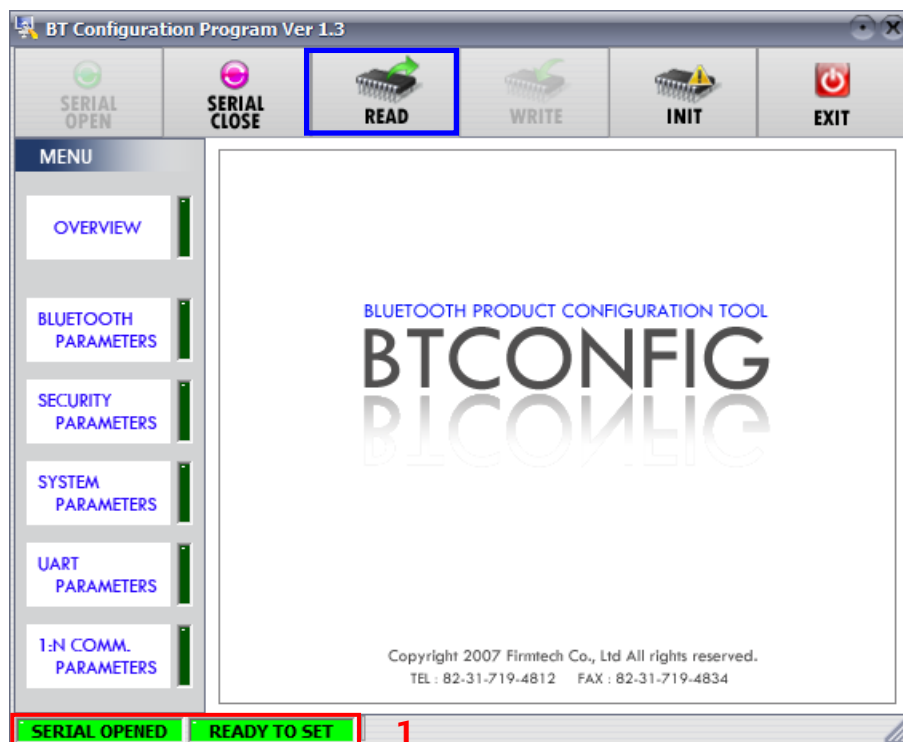 BT Configuration Program Ver 1.3
SERIAL
OPEN
SERIAL
CLOSE
READ
WRITE
INIT
EXIT
MENU
OVERVIEW
BLUETOOTH
PARAMETERS
SECURITY
PARAMETERS
SYSTEM
PARAMETERS
UART
PARAMETERS
1:N COMM.
PARAMETERS
BLUETOOTH PRODUCT CONFIGURATION TOOL
BTCONFIG
Copyright 2007 Firmtech Co., Ltd All rights reserved.
TEL : 82-31-719-4812 FAX : 82-31-719-4834
SERIAL OPENED READY TO SET 1